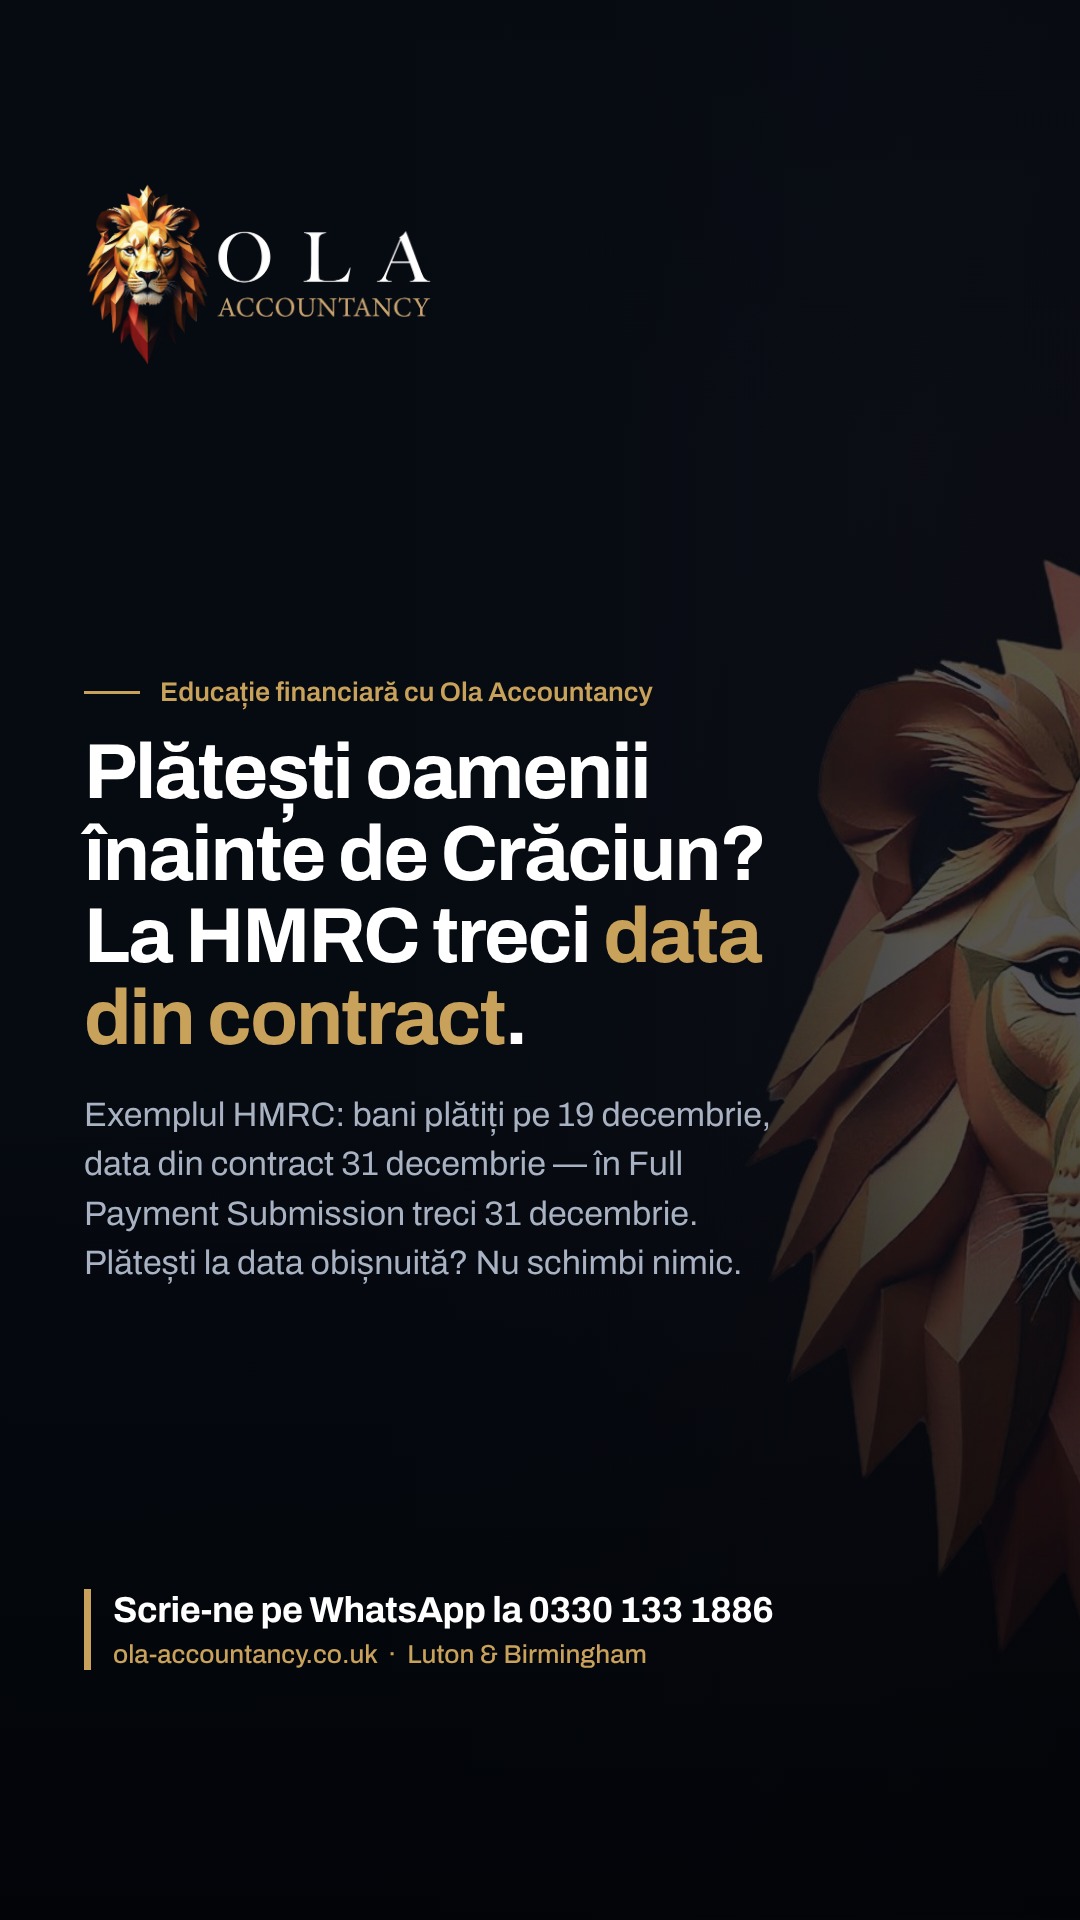 OLA
ACCOUNTANCY
Educație financiară cu Ola Accountancy
Plătești oamenii
înainte de Crăciun?
La HMRC treci data
din contract.
Exemplul HMRC: bani plătiți pe 19 decembrie,
data din contract 31 decembrie — în Full
Payment Submission treci 31 decembrie.
Plătești la data obișnuită? Nu schimbi nimic.
Scrie-ne pe WhatsApp la 0330 133 1886
ola-accountancy.co.uk · Luton & Birmingham